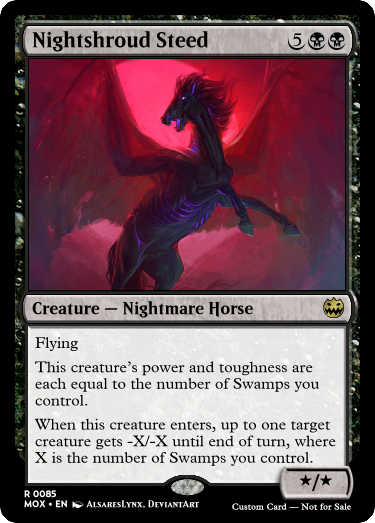 Nightshroud Steed 5
Creature — Nightmare Horse
Flying
This creature's power and toughness are
each equal to the number of Swamps you
control.
When this creature enters, up to one target
creature gets -X/-X until end of turn, where
X is the number of Swamps you control.
★/★
R 0085
MOX • EN AlsaresLynx, DeviantArt
Custom Card — Not for Sale